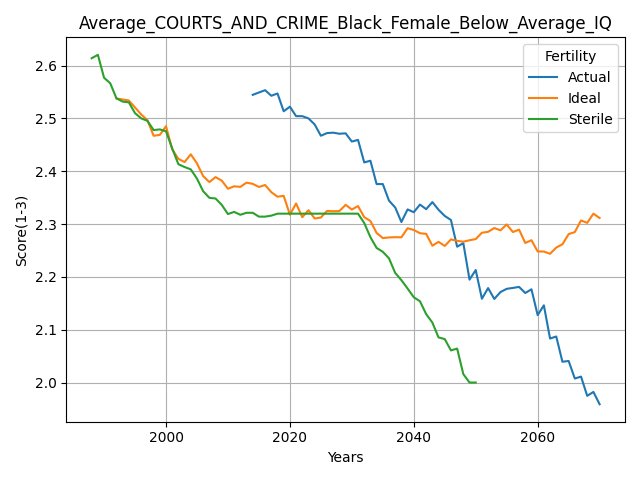 Average_COURTS_AND_CRIME_Black_Female_Below_Average_IQ
Fertility
Actual
Ideal
Sterile
Score(1-3)
2.6
2.5
2.4
2.3
2.2
2.1
2.0
2000
2020
2040
2060
Years